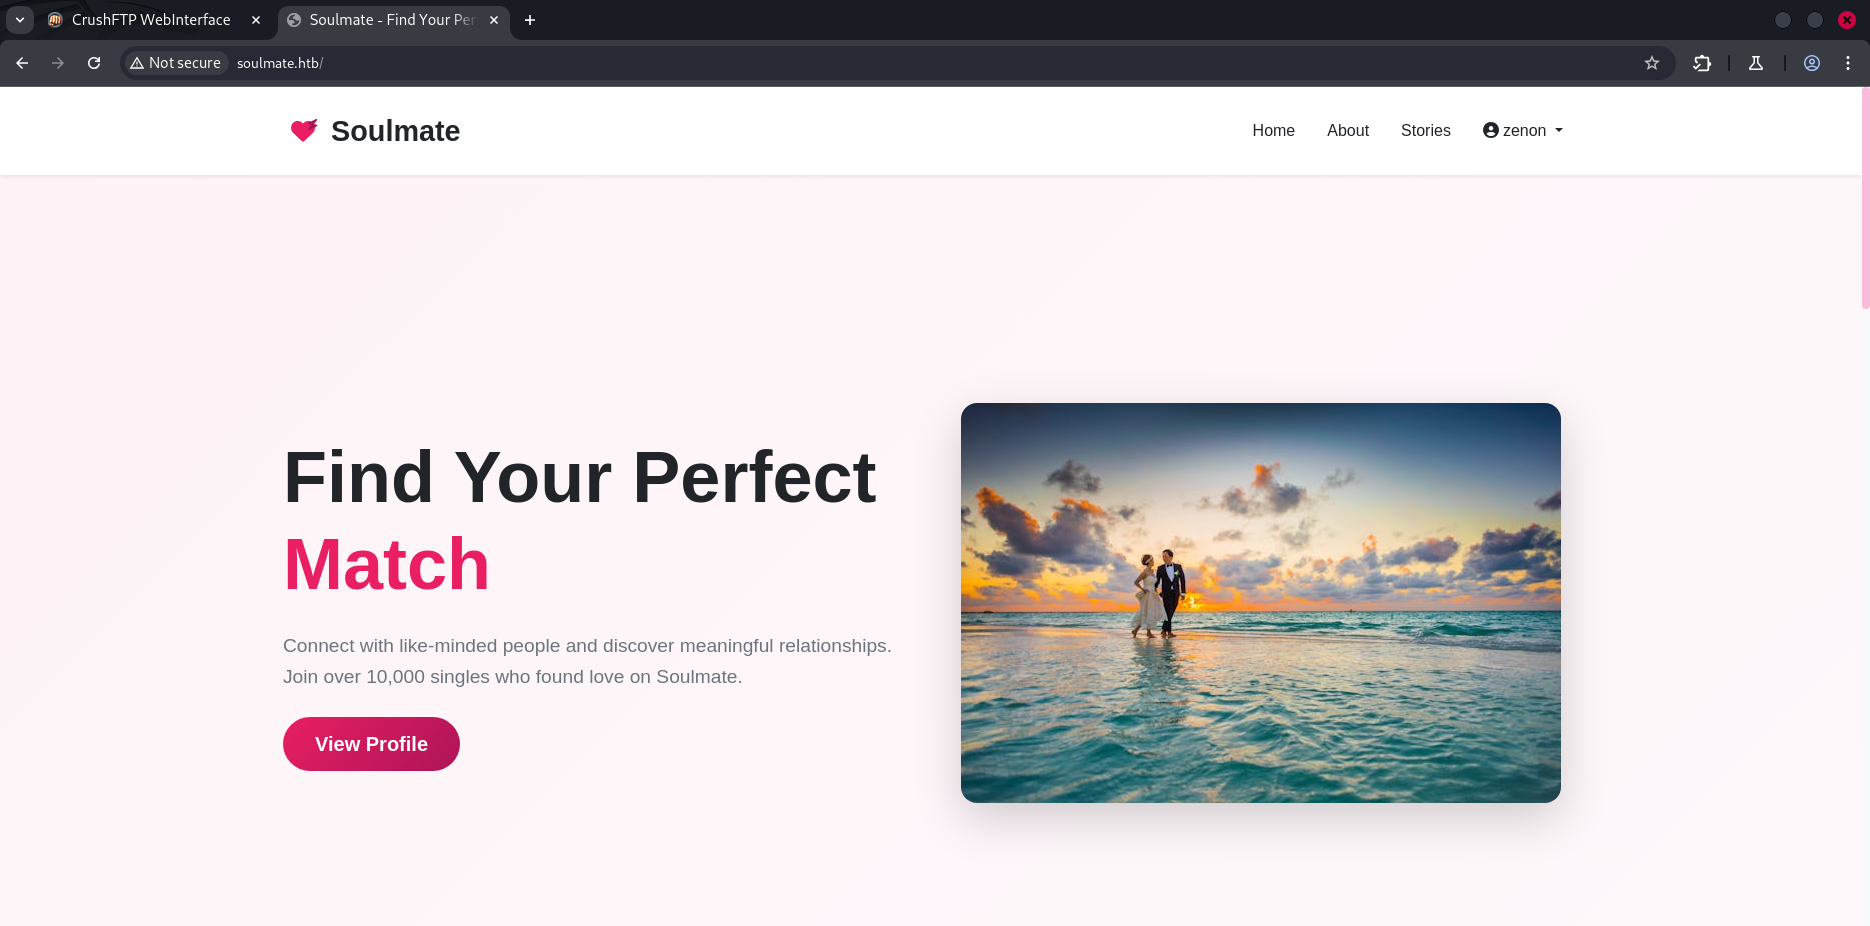 CrushFTP WebInterface
Soulmate - Find Your Per
Not secure
soulmate.htb/
Soulmate
Home
About
Stories
zenon
Find Your Perfect
Match
Connect with like-minded people and discover meaningful relationships.
Join over 10,000 singles who found love on Soulmate.
View Profile